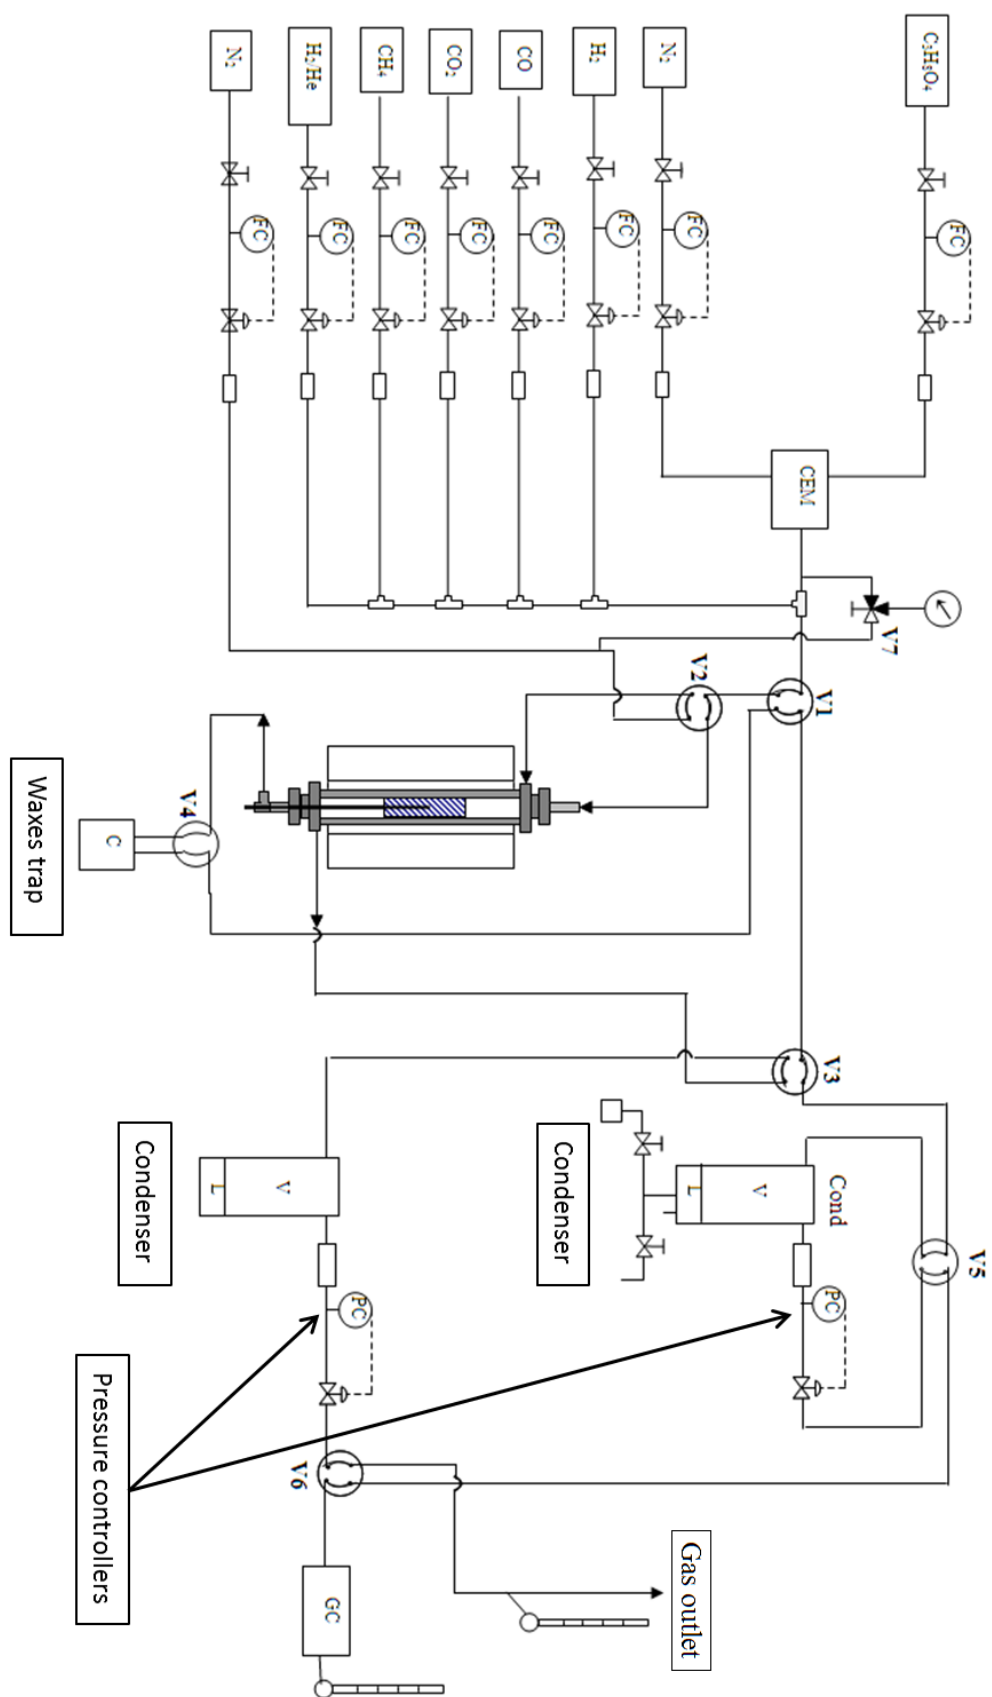 N₂
H₂/He
CH₄
CO₂
CO
H₂
N₂
C₃H₈O₄
FC
FC
FC
FC
FC
FC
FC
FC
CEM
V7
V2
V1
V4
C
Waxes trap
V3
Condenser
L
V
Condenser
L
V
Cond
V5
PC
PC
Pressure controllers
V6
GC
Gas outlet